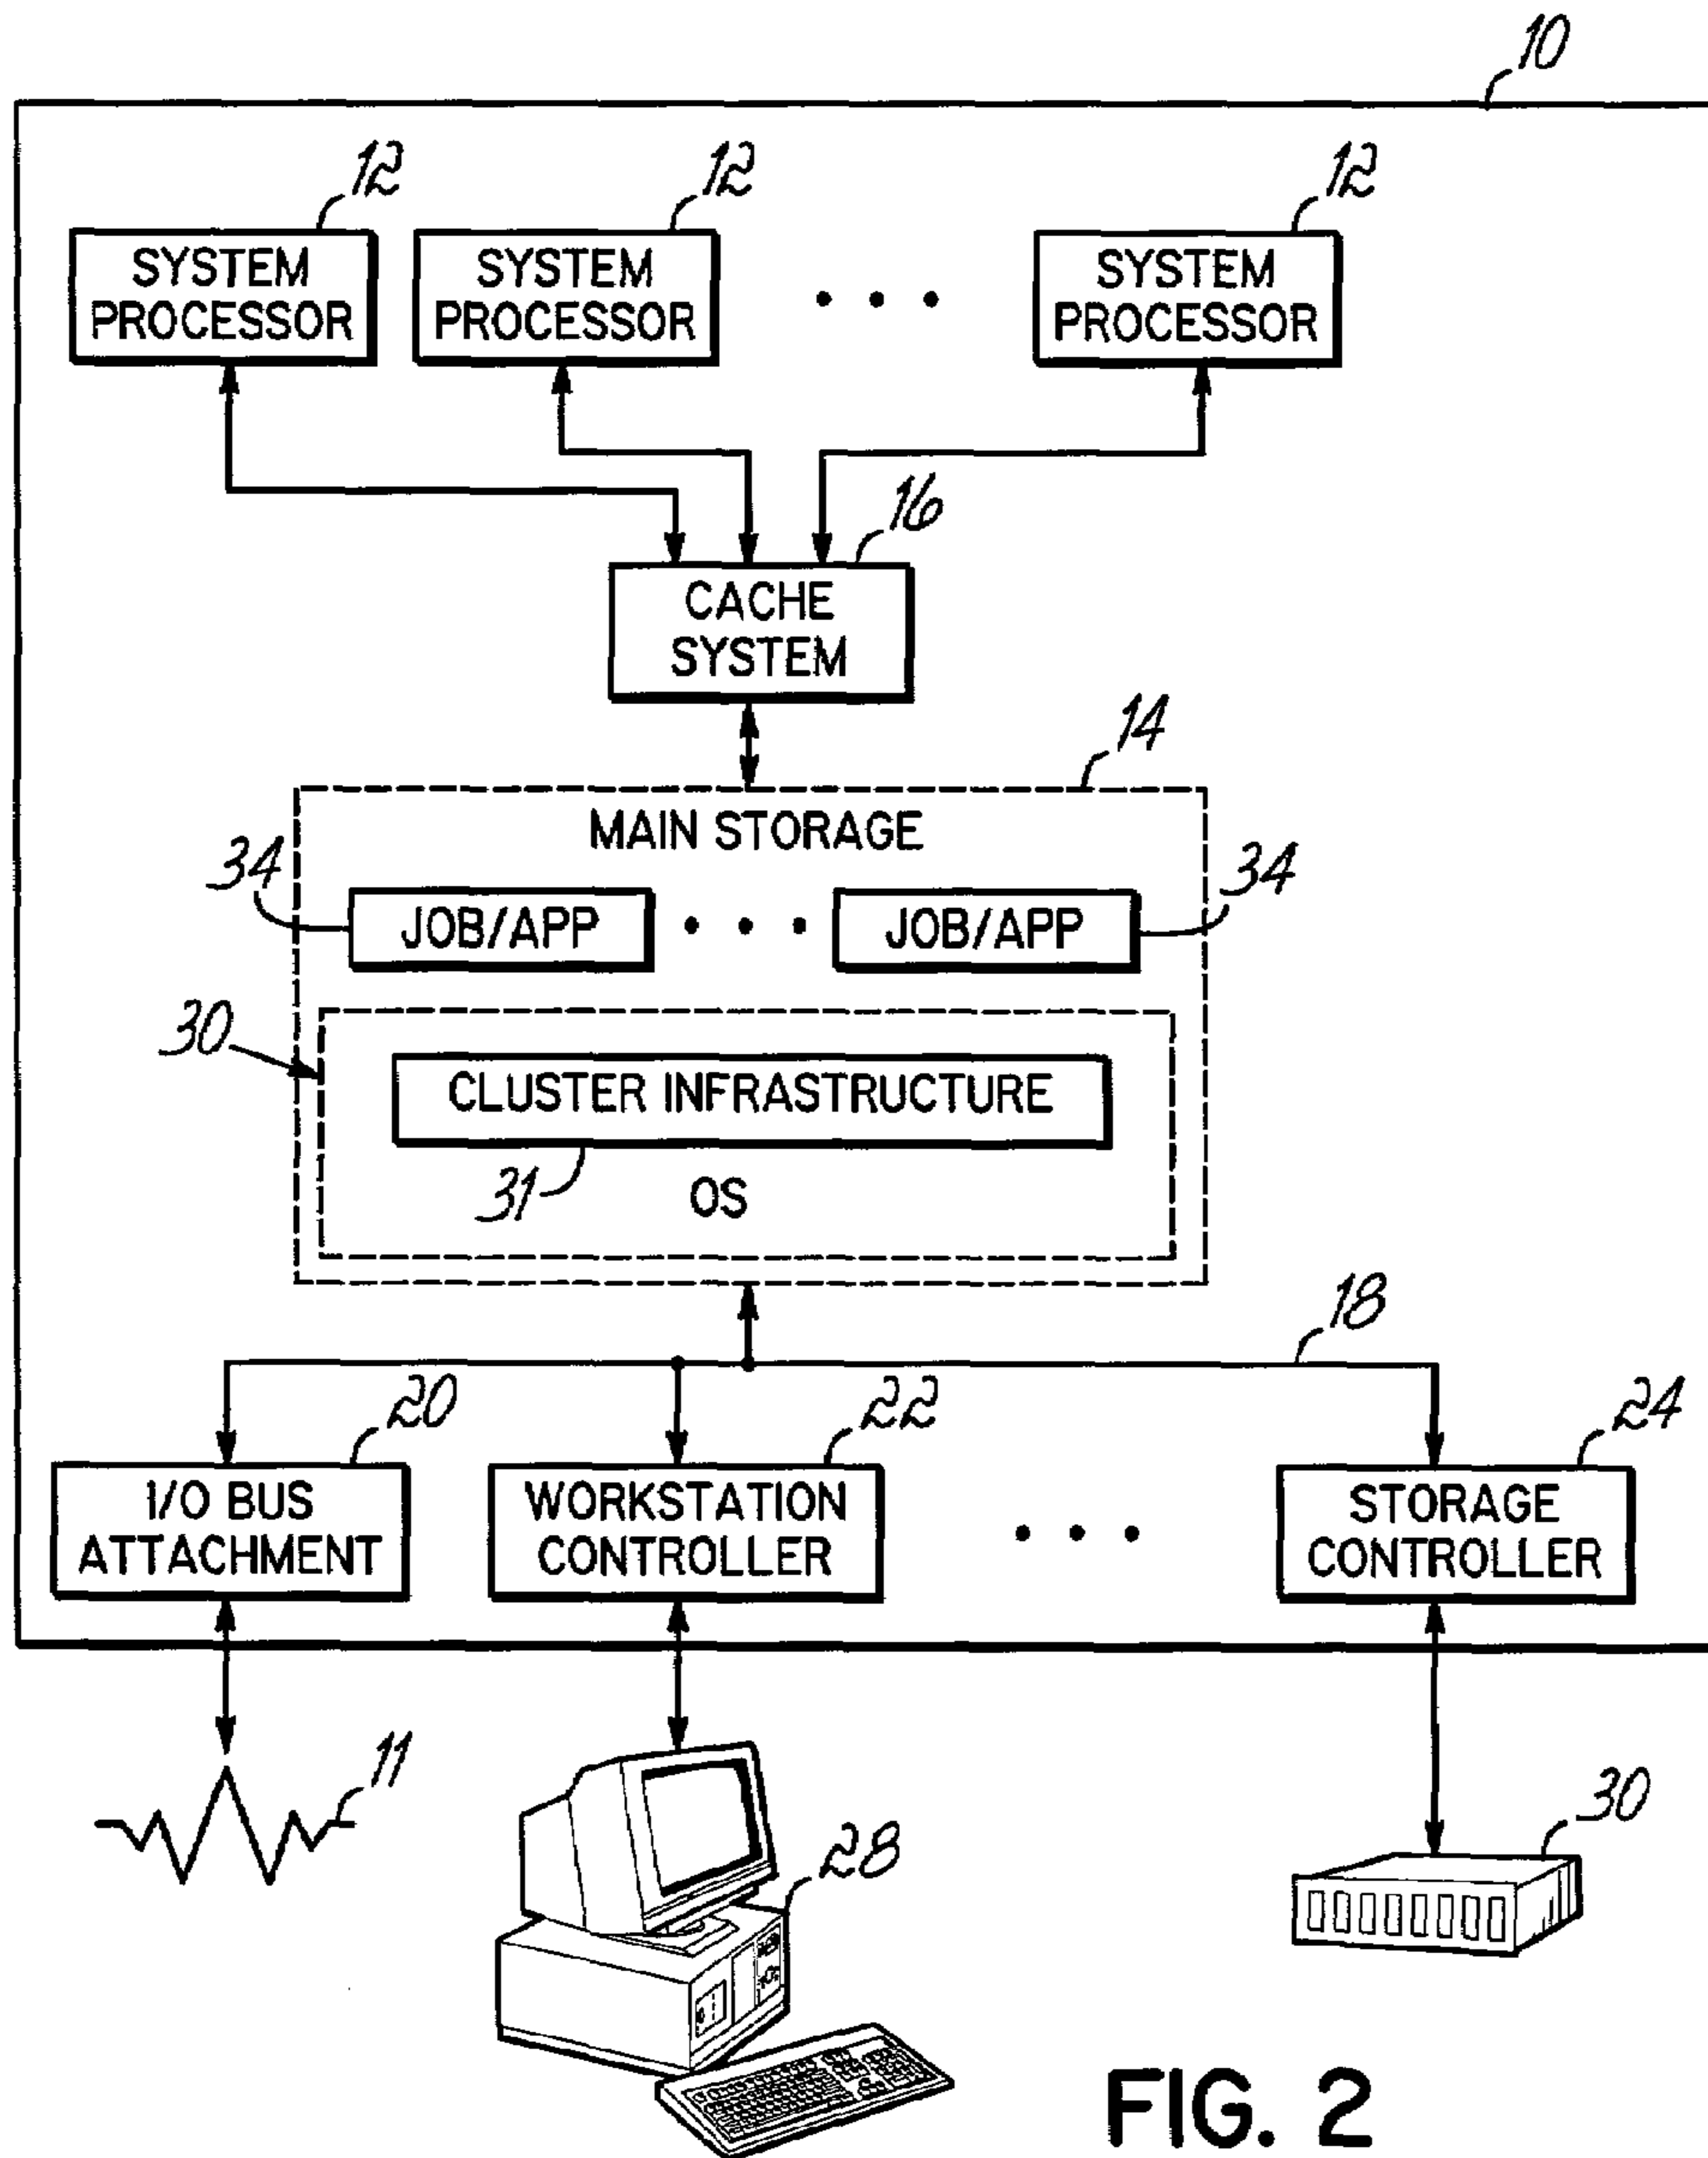 10
12
12
12
SYSTEM
PROCESSOR
SYSTEM
PROCESSOR
SYSTEM
PROCESSOR
16
CACHE
SYSTEM
14
MAIN STORAGE
34
34
JOB/APP
JOB/APP
30
CLUSTER INFRASTRUCTURE
31
OS
18
20
22
24
I/O BUS
ATTACHMENT
WORKSTATION
CONTROLLER
STORAGE
CONTROLLER
11
28
30
FIG. 2